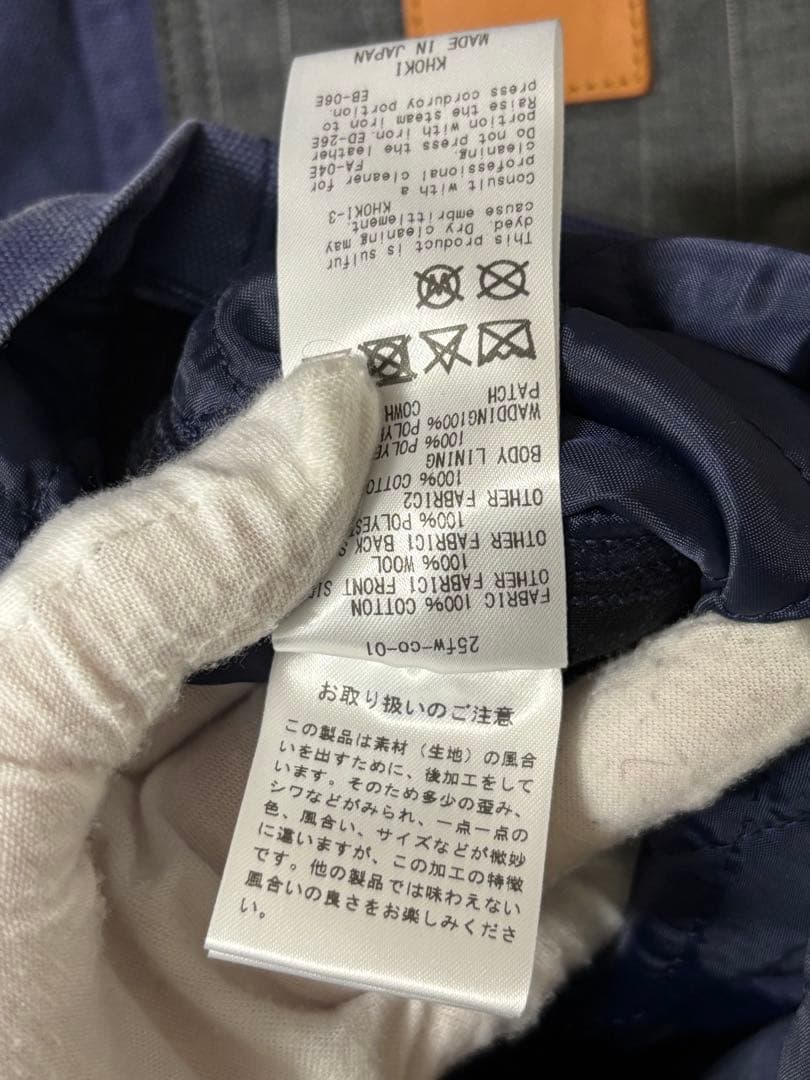 25fw-co-01
FABRIC 100% COTTON
OTHER FABRIC1 FRONT
100% WOOL
OTHER FABRIC1 BACK
100%
OTHER FABRIC2
100%
BODY LINING
100%
WADDING100%
PATCH
This product is sulfur
dyed. Dry cleaning may
cause embrittlement.
KHOKI-3
Consult with a
professional cleaner for
cleaning. FA-04E
Do not press the leather
portion with iron. ED-26E
Raise the steam iron to
press corduroy portion.
EB-06E
KHOKI
MADE IN JAPAN
お取り扱いのご注意
この製品は素材（生地）の風合
いを出すために、後加工をして
います。そのため多少の歪み、
シワなどがみられ、一点一点の
色、風合い、サイズなどが微妙
に違いますが、この加工の特徴
です。他の製品では味わえない
風合いの良さをお楽しみくださ
い。